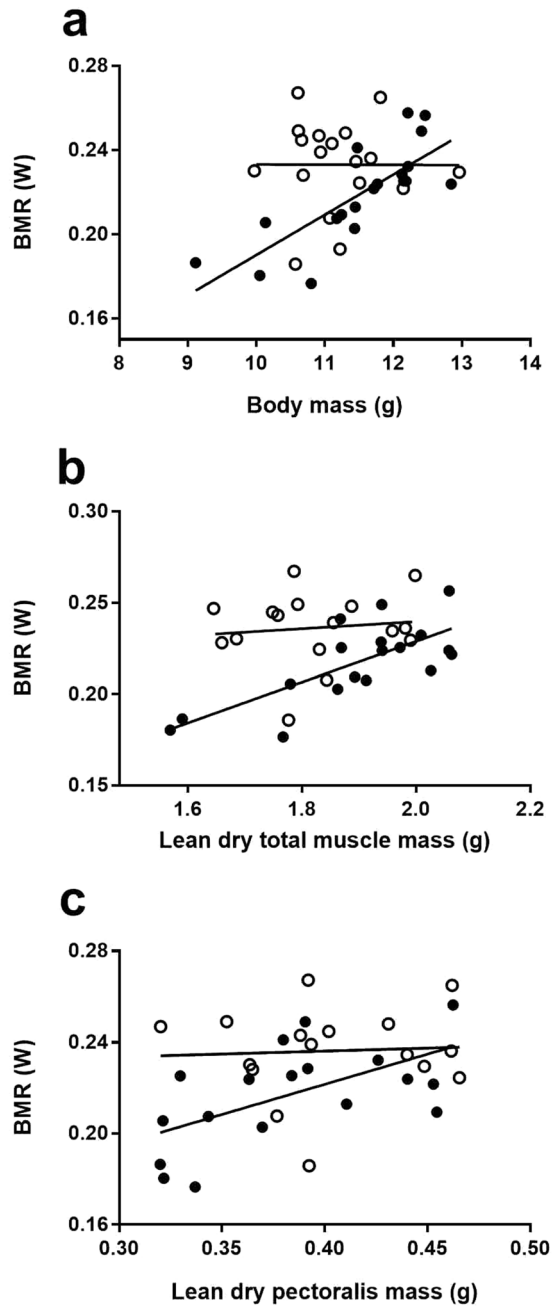 a
0.28
0.24
0.20
0.16
BMR (W)
8 9 10 11 12 13 14
Body mass (g)
b
0.30
0.25
0.20
0.15
BMR (W)
1.6 1.8 2.0 2.2
Lean dry total muscle mass (g)
c
0.28
0.24
0.20
0.16
BMR (W)
0.30 0.35 0.40 0.45 0.50
Lean dry pectoralis mass (g)